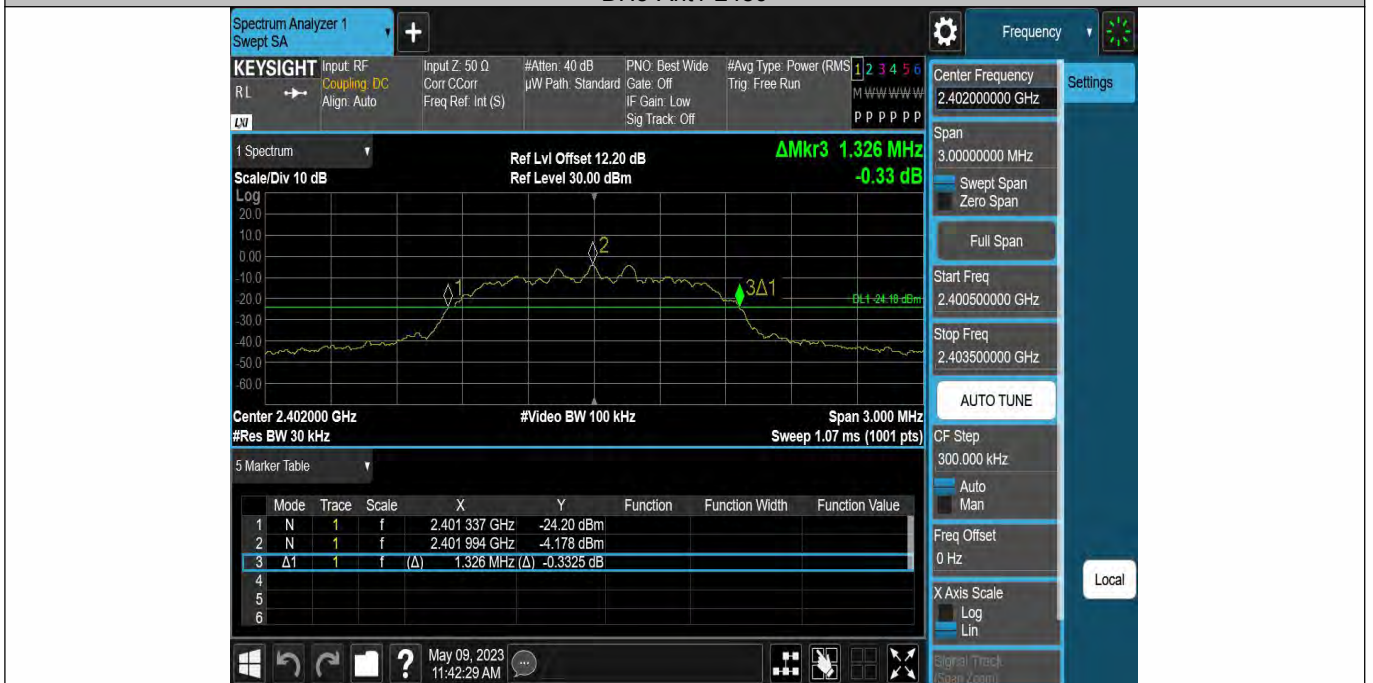 Spectrum Analyzer 1
Swept SA
Frequency
KEYSIGHT
RL
LXI
Input: RF
Coupling: DC
Align: Auto
Input Z: 50 Ω
Corr CCorr
Freq Ref: Int (S)
#Atten: 40 dB
µW Path: Standard
PNO: Best Wide
Gate: Off
IF Gain: Low
Sig Track: Off
#Avg Type: Power (RMS
Trig: Free Run
1 2 3 4 5 6
M W W W W W
P P P P P P
1 Spectrum
Scale/Div 10 dB
Ref Lvl Offset 12.20 dB
Ref Level 30.00 dBm
ΔMkr3 1.326 MHz
-0.33 dB
Log
20.0
10.0
0.00
-10.0
-20.0
-30.0
-40.0
-50.0
-60.0
1
2
3Δ1
DL1 -24.18 dBm
Center 2.402000 GHz
#Video BW 100 kHz
Span 3.000 MHz
#Res BW 30 kHz
Sweep 1.07 ms (1001 pts)
5 Marker Table
Mode Trace Scale X Y Function Function Width Function Value
1 N 1 f 2.401 337 GHz -24.20 dBm
2 N 1 f 2.401 994 GHz -4.178 dBm
3 Δ1 1 f (Δ) 1.326 MHz (Δ) -0.3325 dB
4
5
6
May 09, 2023
11:42:29 AM
Center Frequency
2.402000000 GHz
Settings
Span
3.00000000 MHz
Swept Span
Zero Span
Full Span
Start Freq
2.400500000 GHz
Stop Freq
2.403500000 GHz
AUTO TUNE
CF Step
300.000 kHz
Auto
Man
Freq Offset
0 Hz
Local
X Axis Scale
Log
Lin
Signal Track
(Span Zoom)